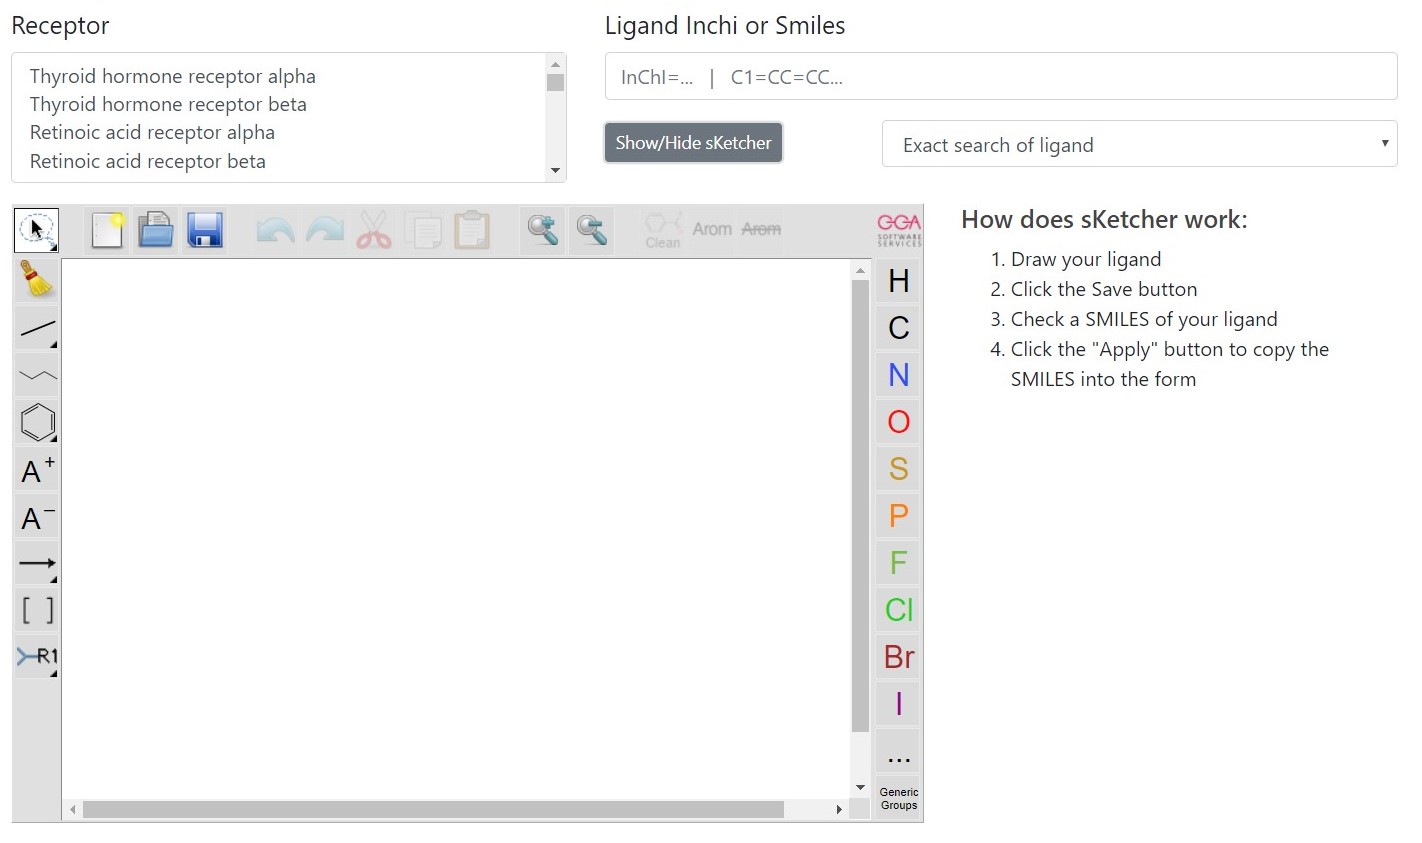 Receptor
Ligand Inchi or Smiles
Thyroid hormone receptor alpha
Thyroid hormone receptor beta
Retinoic acid receptor alpha
Retinoic acid receptor beta
InChI=... | C1=CC=CC...
Show/Hide sKetcher
Exact search of ligand
Clean
Arom
Arom
GGA
SOFTWARE
SERVICES
How does sKetcher work:
1. Draw your ligand
2. Click the Save button
3. Check a SMILES of your ligand
4. Click the "Apply" button to copy the
SMILES into the form
A+
A−
[ ]
R1
H
C
N
O
S
P
F
Cl
Br
I
...
Generic
Groups